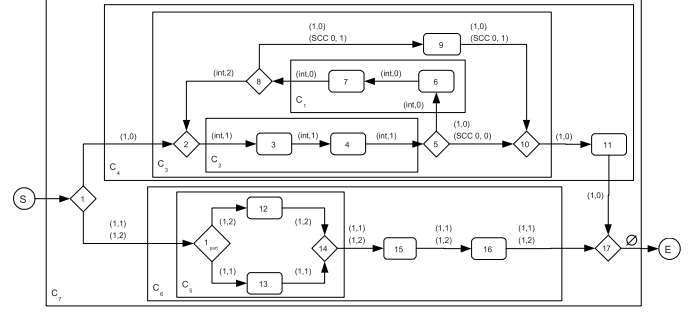 (1,0)
(SCC 0, 1)
9
(1,0)
(SCC 0, 1)
(int,2)
8
(int,0)
7
(int,0)
6
C1
(int,0)
(1,0)
(1,0)
(SCC 0, 0)
2
(int,1)
3
(int,1)
4
(int,1)
5
10
(1,0)
11
C2
C3
C4
S
1
(1,0)
(1,1)
(1,2)
12
(1,2)
(1,2)
1part
14
(1,1)
(1,2)
15
(1,1)
(1,2)
16
(1,1)
(1,2)
17
∅
E
(1,1)
13
(1,1)
C5
C6
C7